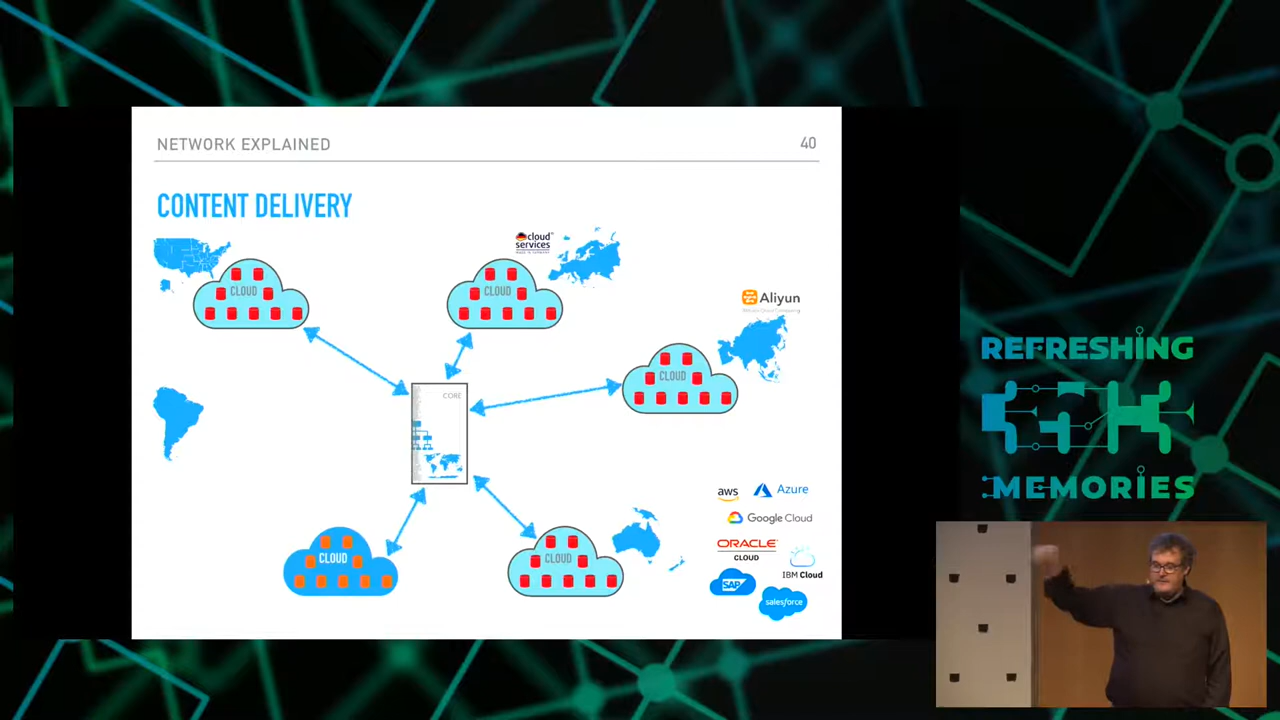 NETWORK EXPLAINED
40
CONTENT DELIVERY
cloud
services
Aliyun
CLOUD
CLOUD
CLOUD
CORE
aws
Azure
Google Cloud
ORACLE
CLOUD
IBM Cloud
SAP
salesforce
CLOUD
CLOUD
REFRESHING
MEMORIES